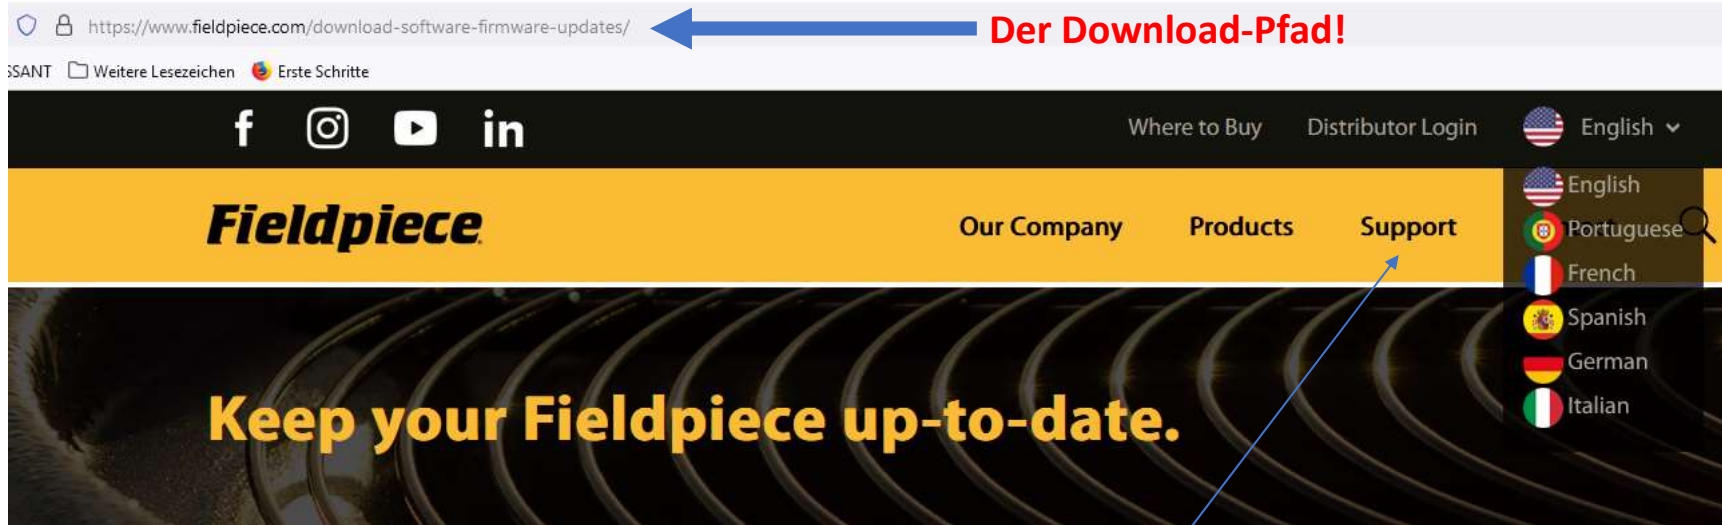 https://www.fieldpiece.com/download-software-firmware-updates/
Der Download-Pfad!
SSANT Weitere Lesezeichen Erste Schritte
f in Where to Buy Distributor Login English
English
Fieldpiece Our Company Products Support
Portuguese
French
Spanish
German
Italian
Keep your Fieldpiece up-to-date.